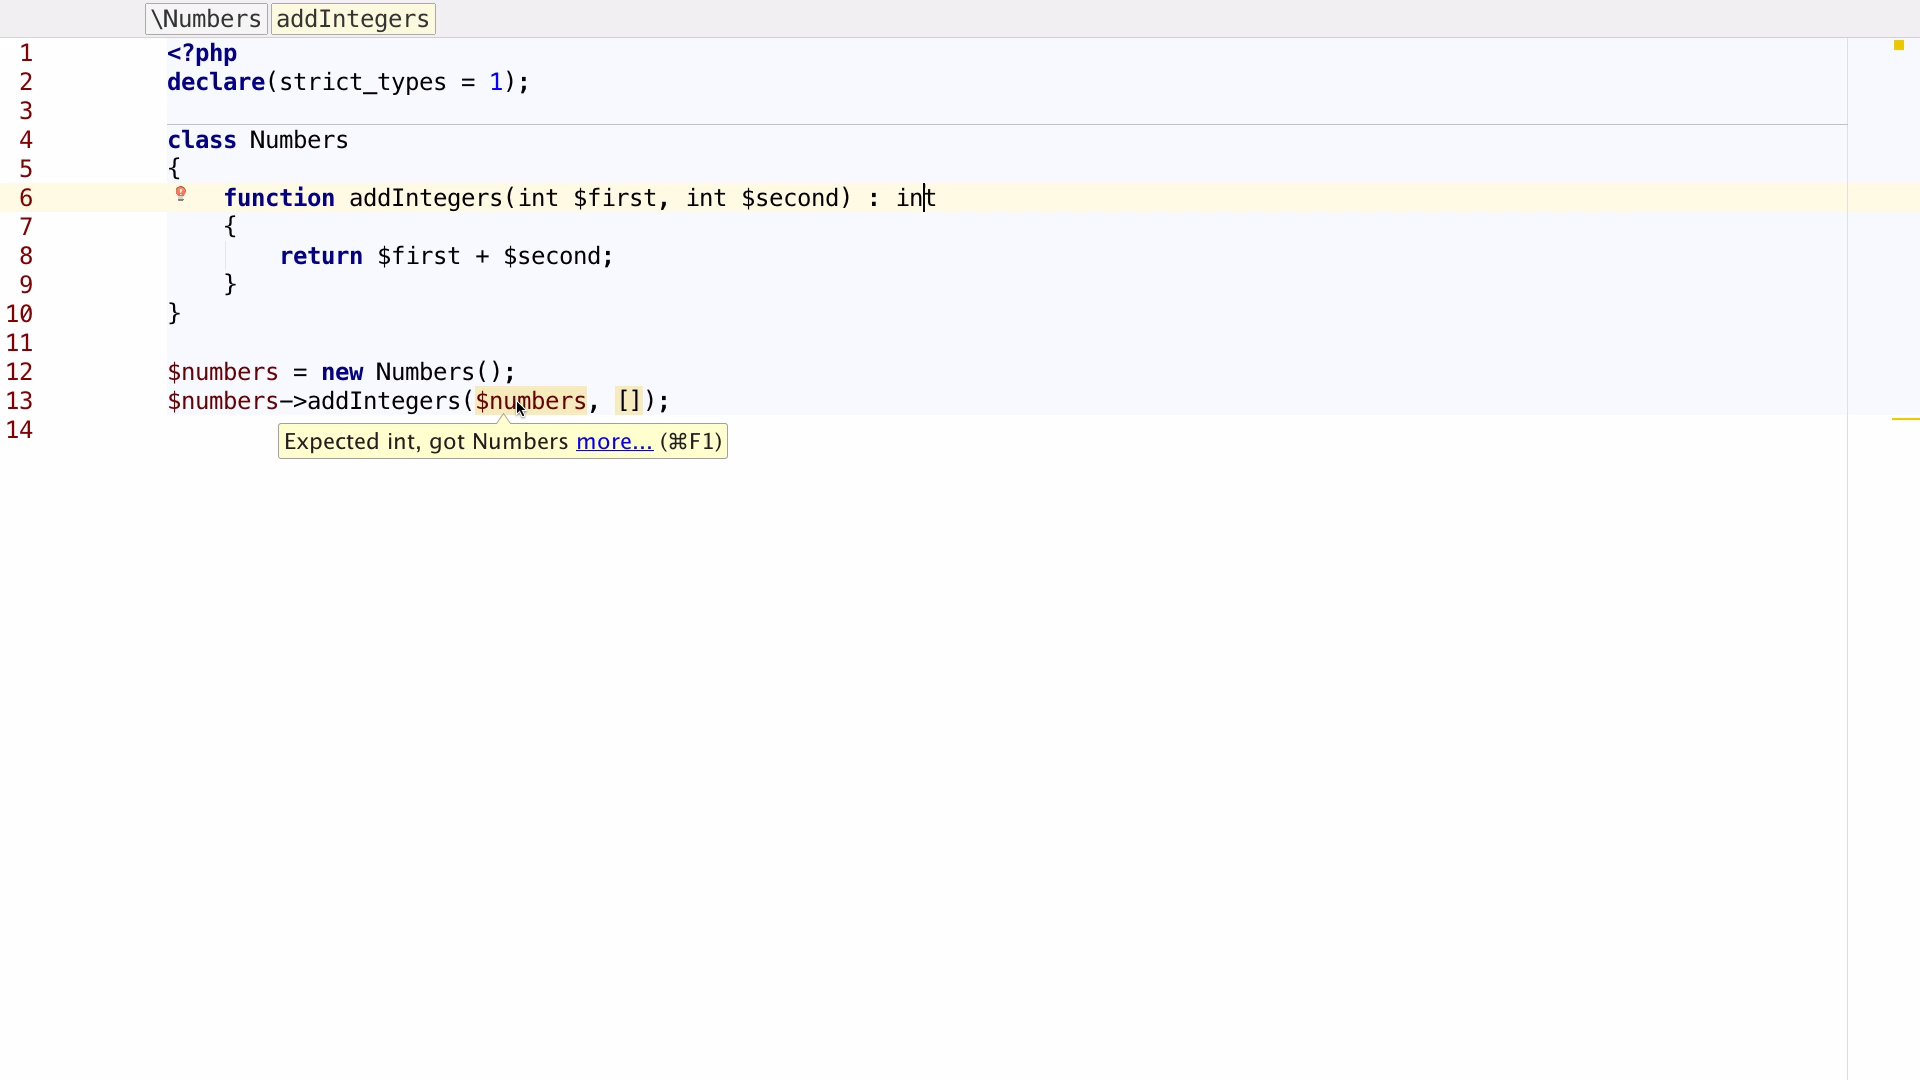 \Numbers addIntegers
1 <?php
2 declare(strict_types = 1);
3
4 class Numbers
5 {
6 function addIntegers(int $first, int $second) : int
7 {
8 return $first + $second;
9 }
10 }
11
12 $numbers = new Numbers();
13 $numbers->addIntegers($numbers, []);
14
Expected int, got Numbers more... (⌘F1)